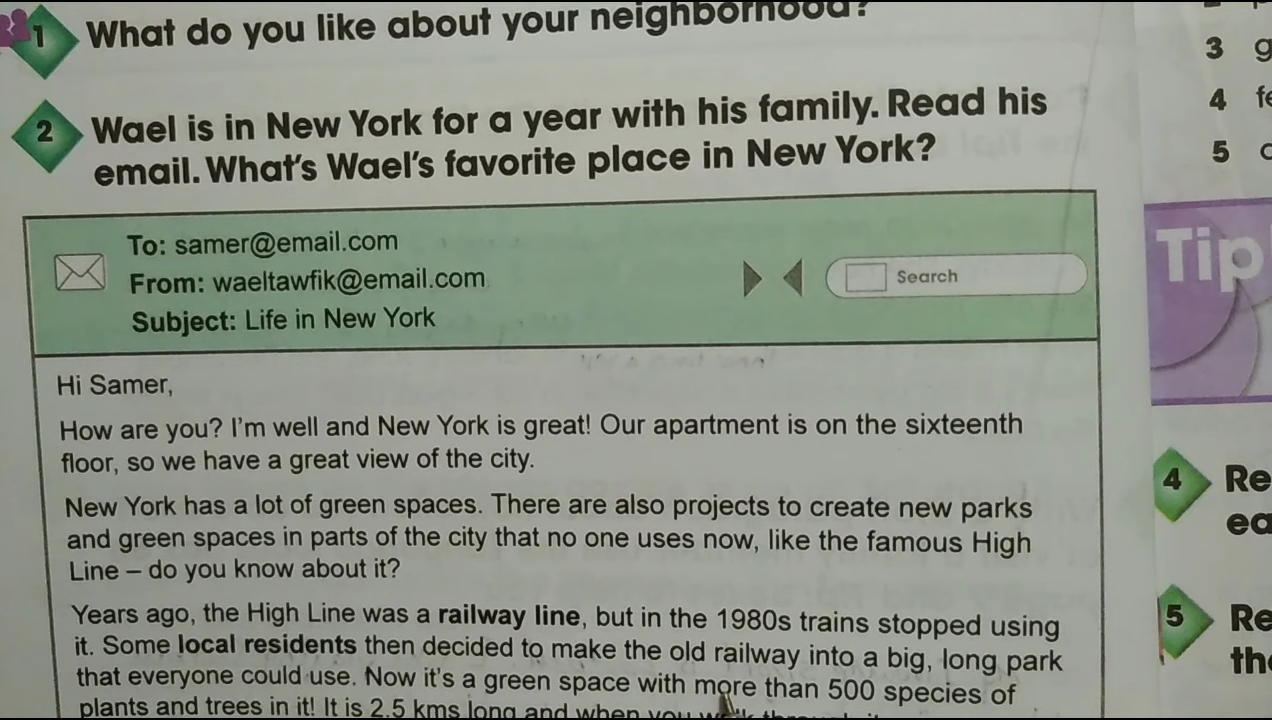 1 What do you like about your neighborhood?
2 Wael is in New York for a year with his family. Read his
email. What's Wael's favorite place in New York?
To: samer@email.com
From: waeltawfik@email.com
Subject: Life in New York
Search
Hi Samer,
How are you? I'm well and New York is great! Our apartment is on the sixteenth
floor, so we have a great view of the city.
New York has a lot of green spaces. There are also projects to create new parks
and green spaces in parts of the city that no one uses now, like the famous High
Line – do you know about it?
Years ago, the High Line was a railway line, but in the 1980s trains stopped using
it. Some local residents then decided to make the old railway into a big, long park
that everyone could use. Now it's a green space with more than 500 species of
plants and trees in it! It is 2.5 kms long and when you
3
4
5
Tip
4 Re
ea
5 Re
the